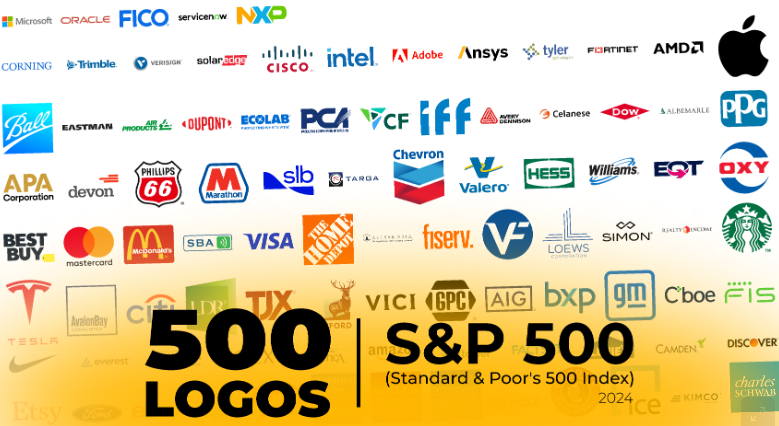 Microsoft ORACLE FICO servicenow NXP
CORNING Trimble VERISIGN solaredge CISCO intel Adobe Ansys tyler FORTINET AMD
Ball EASTMAN AIR PRODUCTS DUPONT ECOLAB PCA CF iff AVERY DENNISON Celanese Dow ALBEMARLE PPG
APA Corporation devon PHILLIPS 66 Marathon slb TARGA Chevron Valero HESS Williams EQT OXY
BEST BUY mastercard McDonald's SBA VISA THE HOME DEPOT fiserv. VF LOEWS CORPORATION SIMON REALTY INCOME
TESLA AvalonBay citi UDR TJX VICI GPC AIG bxp gm Cboe FIS
everest CAMDEN DISCOVER
Etsy Ford ice KIMCO charles SCHWAB
500
LOGOS
S&P 500
(Standard & Poor's 500 Index)
2024